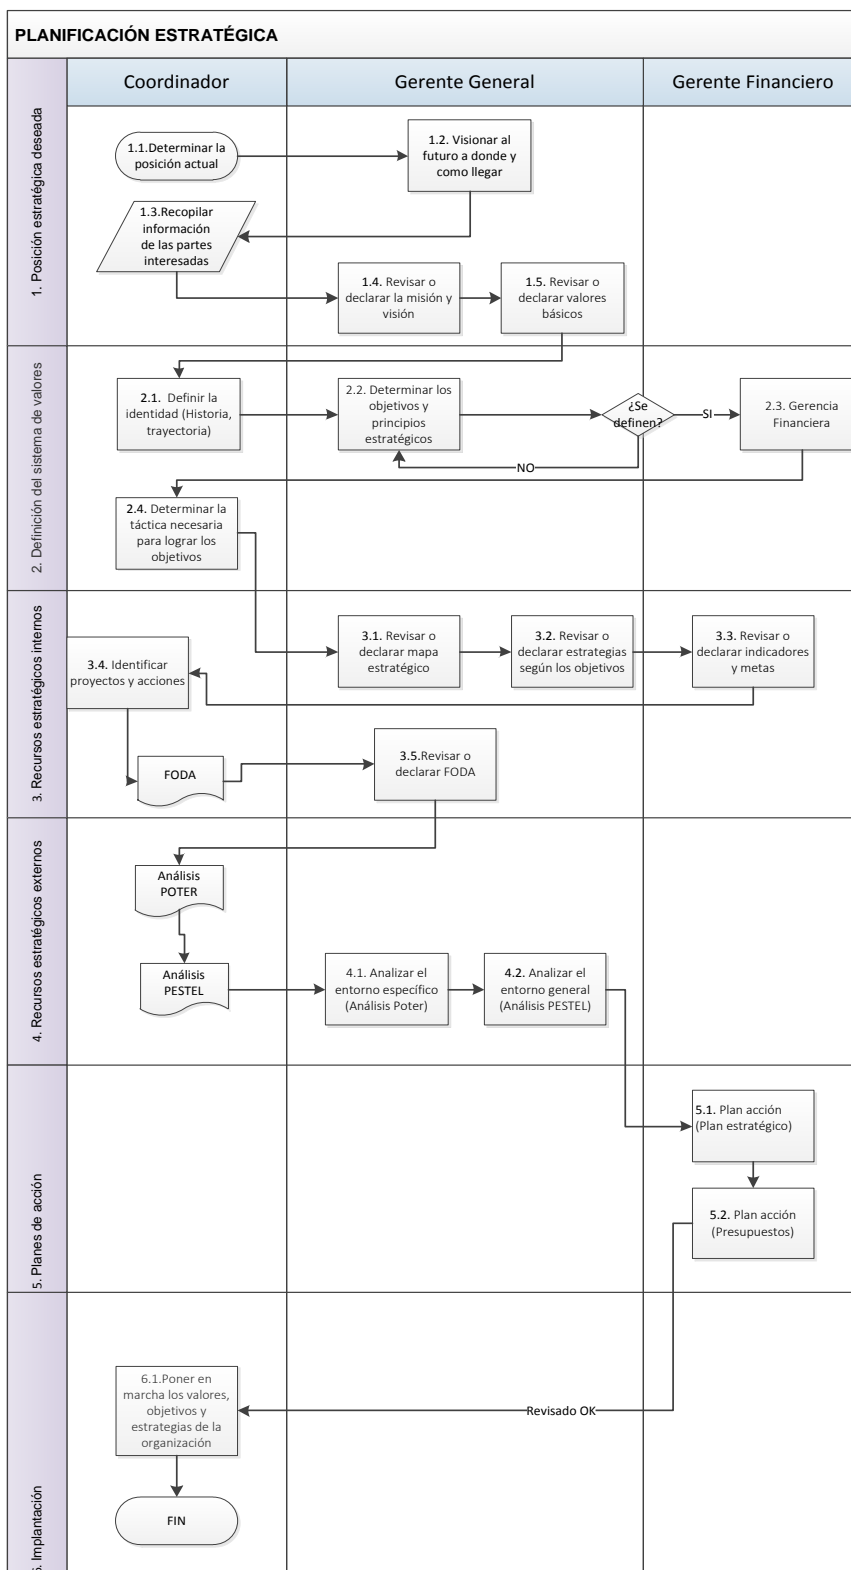 PLANIFICACIÓN ESTRATÉGICA
Coordinador
Gerente General
Gerente Financiero
1. Posición estratégica deseada
1.1.Determinar la
posición actual
1.2. Visionar al
futuro a donde y
como llegar
1.3.Recopilar
información
de las partes
interesadas
1.4. Revisar o
declarar la misión y
visión
1.5. Revisar o
declarar valores
básicos
2. Definición del sistema de valores
2.1. Definir la
identidad (Historia,
trayectoria)
2.2. Determinar los
objetivos y
principios
estratégicos
¿Se
definen?
SI
NO
2.3. Gerencia
Financiera
2.4. Determinar la
táctica necesaria
para lograr los
objetivos
3. Recursos estratégicos internos
3.1. Revisar o
declarar mapa
estratégico
3.2. Revisar o
declarar estrategias
según los objetivos
3.3. Revisar o
declarar indicadores
y metas
3.4. Identificar
proyectos y acciones
FODA
3.5.Revisar o
declarar FODA
4. Recursos estratégicos externos
Análisis
POTER
Análisis
PESTEL
4.1. Analizar el
entorno específico
(Análisis Poter)
4.2. Analizar el
entorno general
(Análisis PESTEL)
5. Planes de acción
5.1. Plan acción
(Plan estratégico)
5.2. Plan acción
(Presupuestos)
6. Implantación
6.1.Poner en
marcha los valores,
objetivos y
estrategias de la
organización
Revisado OK
FIN